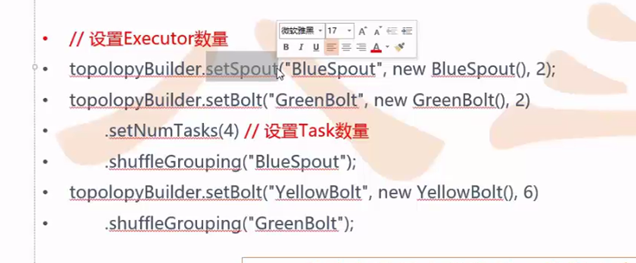 // 设置Executor数量
微软雅黑 17
topolopyBuilder.setSpout("BlueSpout", new BlueSpout(), 2);
B I U A
topolopyBuilder.setBolt("GreenBolt", new GreenBolt(), 2)
.setNumTasks(4) // 设置Task数量
.shuffleGrouping("BlueSpout");
topolopyBuilder.setBolt("YellowBolt", new YellowBolt(), 6)
.shuffleGrouping("GreenBolt");